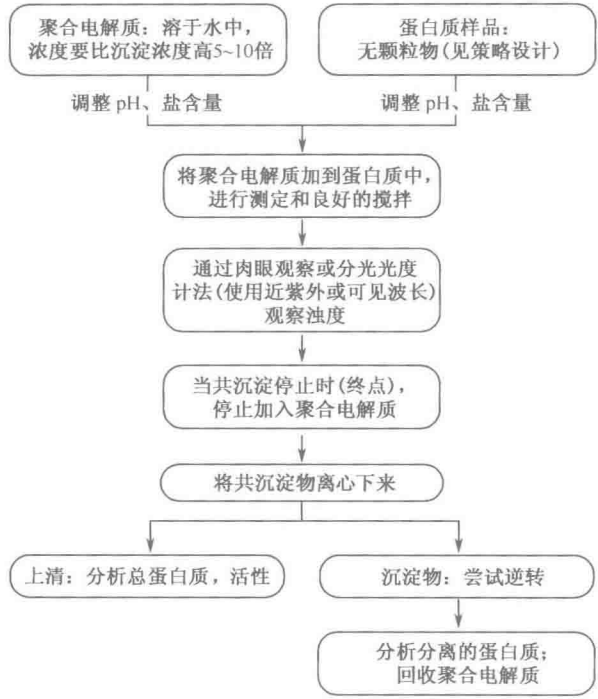 聚合电解质：溶于水中，
浓度要比沉淀浓度高5~10倍
蛋白质样品：
无颗粒物(见策略设计)
调整 pH、盐含量
调整 pH、盐含量
将聚合电解质加到蛋白质中，
进行测定和良好的搅拌
通过肉眼观察或分光光度
计法(使用近紫外或可见波长)
观察浊度
当共沉淀停止时(终点)，
停止加入聚合电解质
将共沉淀物离心下来
上清：分析总蛋白质，活性
沉淀物：尝试逆转
分析分离的蛋白质；
回收聚合电解质